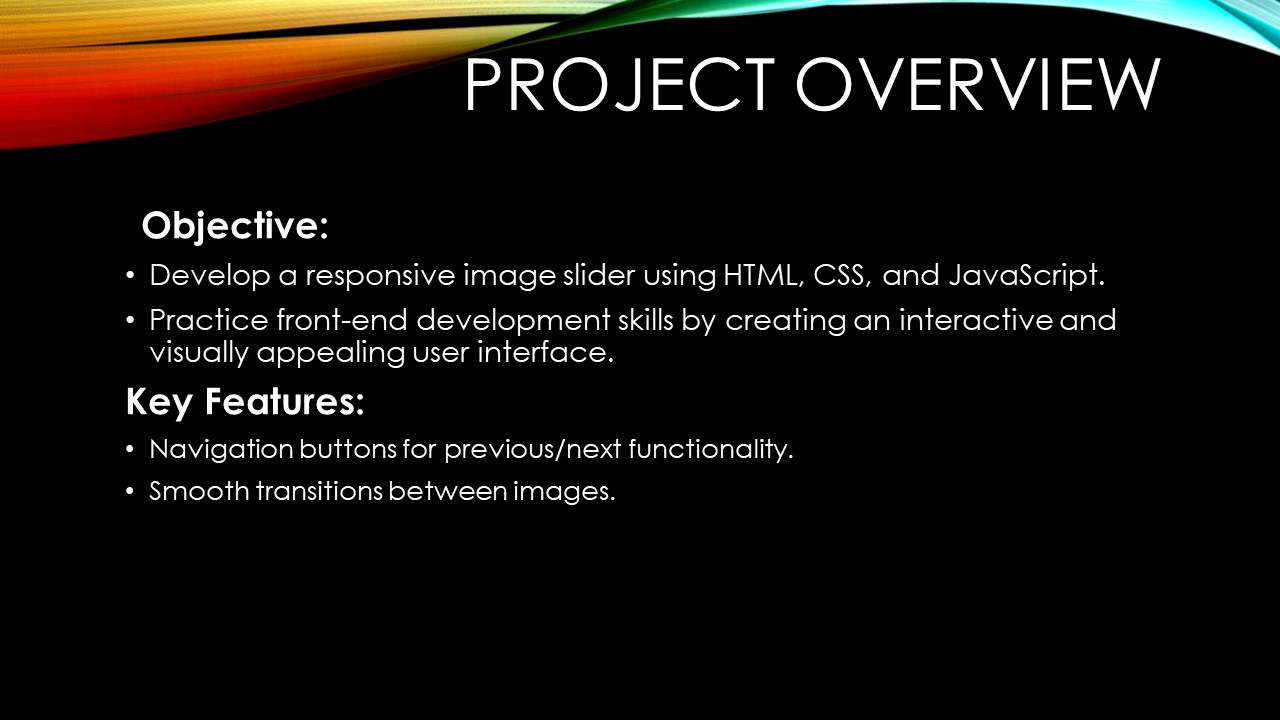 PROJECT OVERVIEW
Objective:
• Develop a responsive image slider using HTML, CSS, and JavaScript.
• Practice front-end development skills by creating an interactive and
visually appealing user interface.
Key Features:
• Navigation buttons for previous/next functionality.
• Smooth transitions between images.